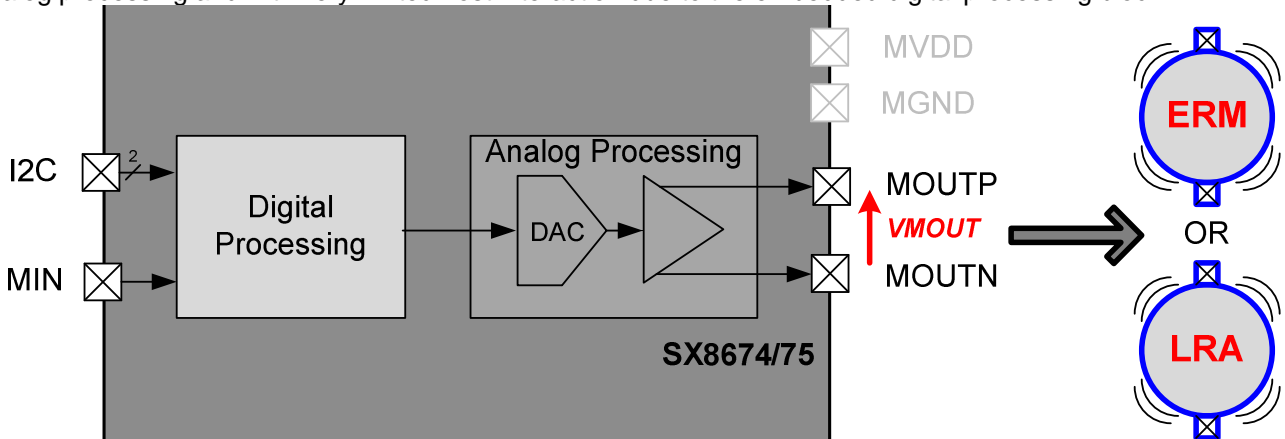 MVDD
MGND
ERM
I2C
2
Analog Processing
MOUTP
Digital
Processing
DAC
VMOUT
OR
MIN
MOUTN
SX8674/75
LRA